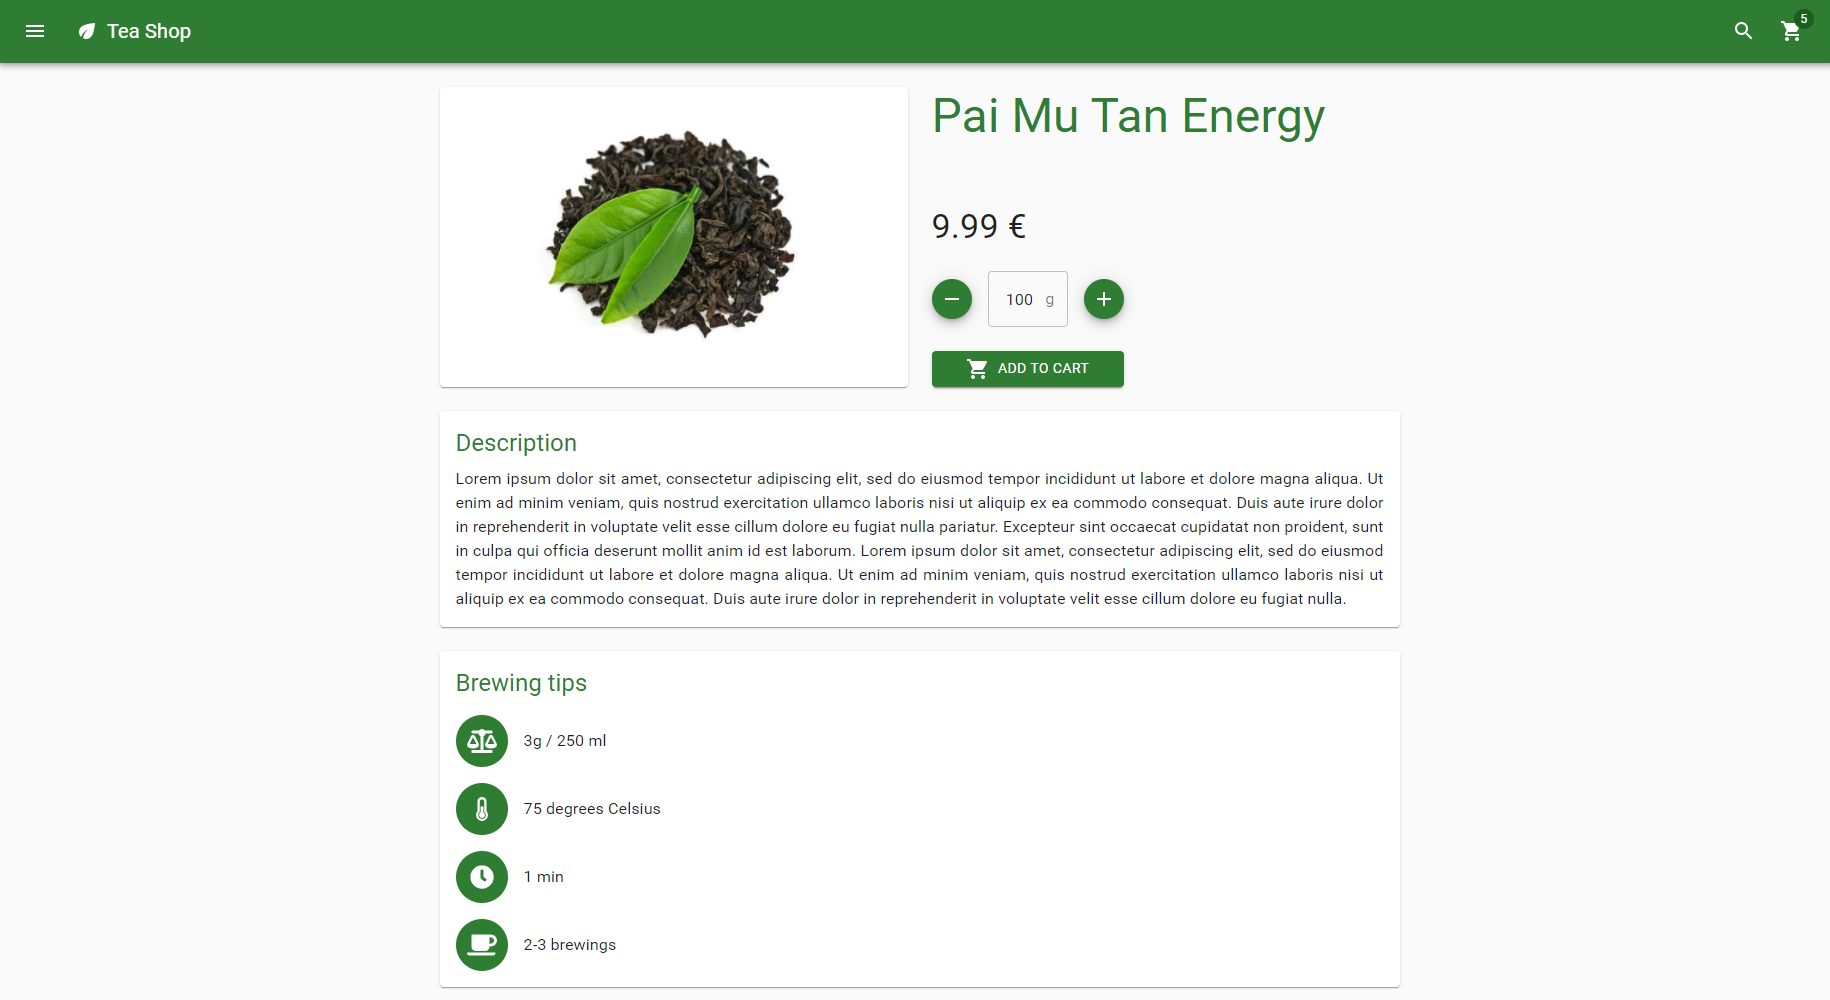 Tea Shop
5
Pai Mu Tan Energy
9.99 €
100 g
ADD TO CART
Description
Lorem ipsum dolor sit amet, consectetur adipiscing elit, sed do eiusmod tempor incididunt ut labore et dolore magna aliqua. Ut
enim ad minim veniam, quis nostrud exercitation ullamco laboris nisi ut aliquip ex ea commodo consequat. Duis aute irure dolor
in reprehenderit in voluptate velit esse cillum dolore eu fugiat nulla pariatur. Excepteur sint occaecat cupidatat non proident, sunt
in culpa qui officia deserunt mollit anim id est laborum. Lorem ipsum dolor sit amet, consectetur adipiscing elit, sed do eiusmod
tempor incididunt ut labore et dolore magna aliqua. Ut enim ad minim veniam, quis nostrud exercitation ullamco laboris nisi ut
aliquip ex ea commodo consequat. Duis aute irure dolor in reprehenderit in voluptate velit esse cillum dolore eu fugiat nulla.
Brewing tips
3g / 250 ml
75 degrees Celsius
1 min
2-3 brewings